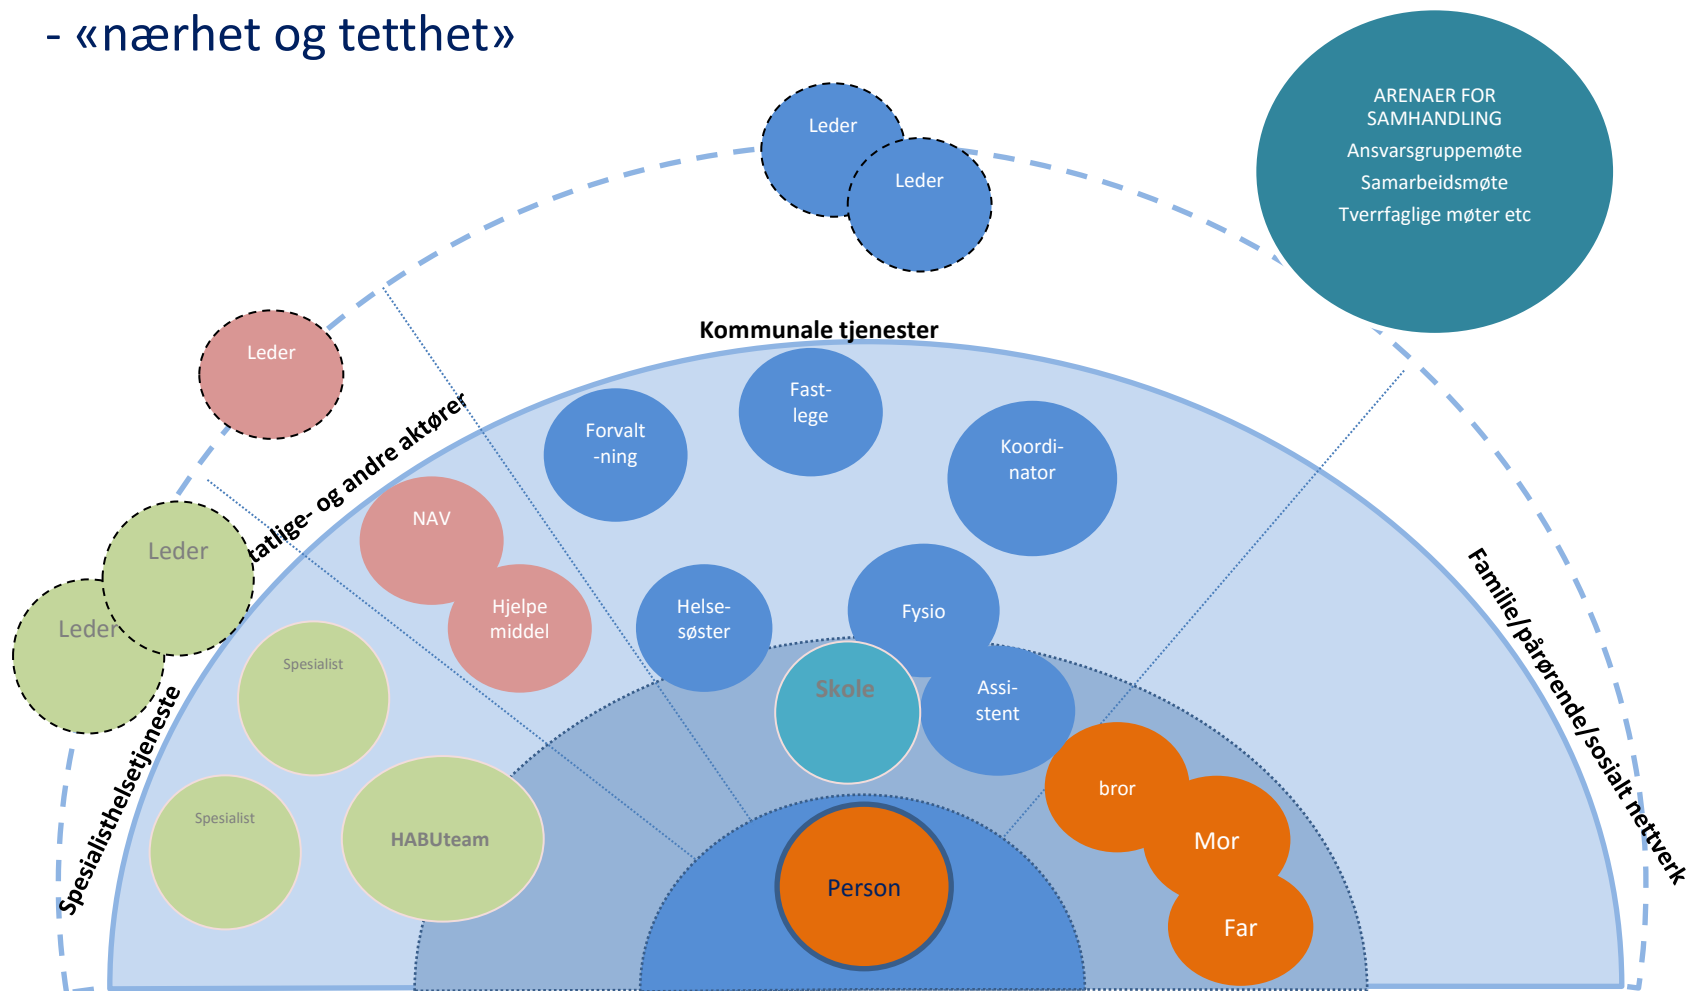 - «nærhet og tetthet»
ARENAER FOR
SAMHANDLING
Ansvarsgruppemøte
Samarbeidsmøte
Tverrfaglige møter etc
Leder
Leder
Kommunale tjenester
Leder
tatlige- og andre aktører
Fast-
lege
Forvalt
-ning
Koordi-
nator
NAV
Hjelpe
middel
Leder
Leder
Helse-
søster
Fysio
Familie/pårørende/sosialt nettverk
Spesialisthelsetjeneste
Spesialist
Skole
Assi-
stent
bror
Mor
Spesialist
HABUteam
Person
Far